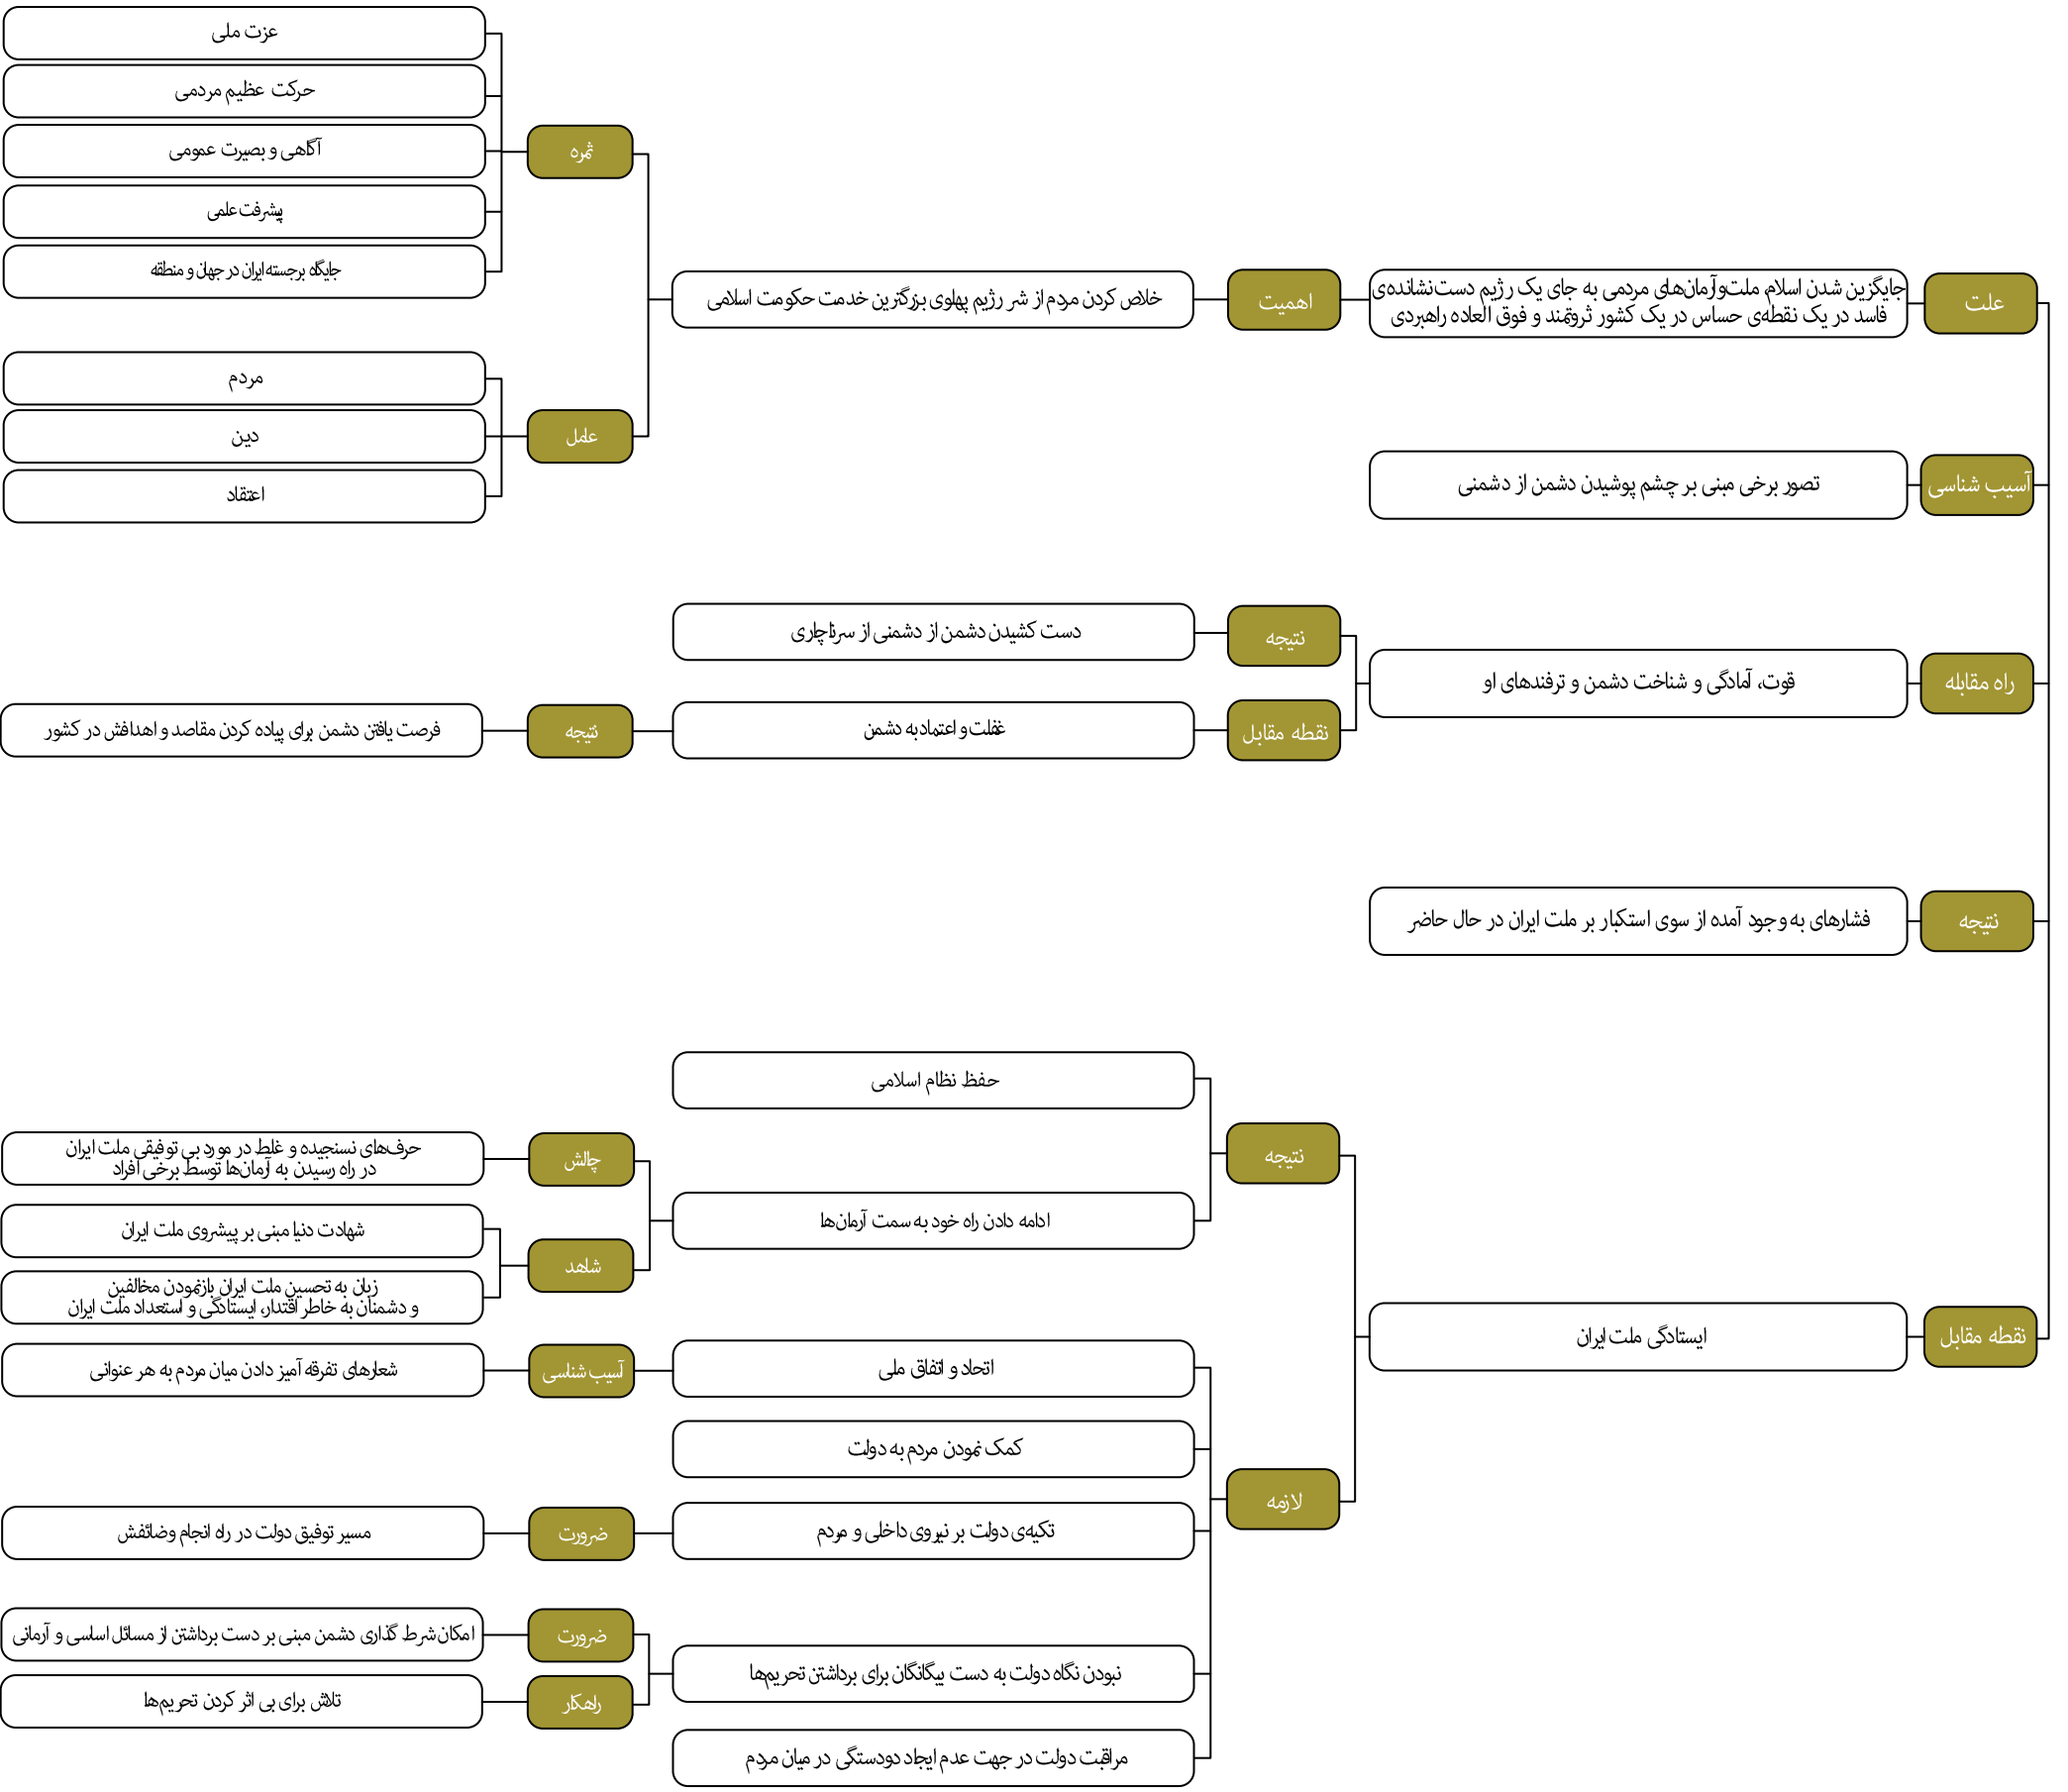 علت
جایگزین شدن اسلام، ملت و آرمان‌های مردمی به جای یک رژیم دست‌نشانده‌ی
فاسد در یک نقطه‌ی حساس در یک کشور ثروتمند و فوق العاده راهبردی
اهمیت
خلاص کردن مردم از شر رژیم پهلوی بزرگترین خدمت حکومت اسلامی
ثمره
عزت ملی
حرکت عظیم مردمی
آگاهی و بصیرت عمومی
پیشرفت علمی
جایگاه برجسته ایران در جهان و منطقه
عامل
مردم
دین
اعتقاد
آسیب شناسی
تصور برخی مبنی بر چشم پوشیدن دشمن از دشمنی
راه مقابله
قوت، آمادگی و شناخت دشمن و ترفندهای او
نتیجه
دست کشیدن دشمن از دشمنی از سرناچاری
نقطه مقابل
غفلت و اعتماد به دشمن
نتیجه
فرصت یافتن دشمن برای پیاده کردن مقاصد و اهدافش در کشور
نتیجه
فشارهای به وجود آمده از سوی استکبار بر ملت ایران در حال حاضر
نقطه مقابل
ایستادگی ملت ایران
نتیجه
حفظ نظام اسلامی
ادامه دادن راه خود به سمت آرمان‌ها
چالش
حرف‌های نسنجیده و غلط در مورد بی توفیقی ملت ایران
در راه رسیدن به آرمان‌ها توسط برخی افراد
شاهد
شهادت دنیا مبنی بر پیشروی ملت ایران
زبان به تحسین ملت ایران بازنمودن مخالفین
و دشمنان به خاطر اقتدار، ایستادگی و استعداد ملت ایران
لازمه
اتحاد و اتفاق ملی
آسیب شناسی
شعارهای تفرقه آمیز دادن میان مردم به هر عنوانی
کمک نمودن مردم به دولت
تکیه‌ی دولت بر نیروی داخلی و مردم
ضرورت
مسیر توفیق دولت در راه انجام وضائفش
نبودن نگاه دولت به دست بیگانگان برای برداشتن تحریم‌ها
ضرورت
امکان شرط گذاری دشمن مبنی بر دست برداشتن از مسائل اساسی و آرمانی
راهکار
تلاش برای بی اثر کردن تحریم‌ها
مراقبت دولت در جهت عدم ایجاد دودستگی در میان مردم